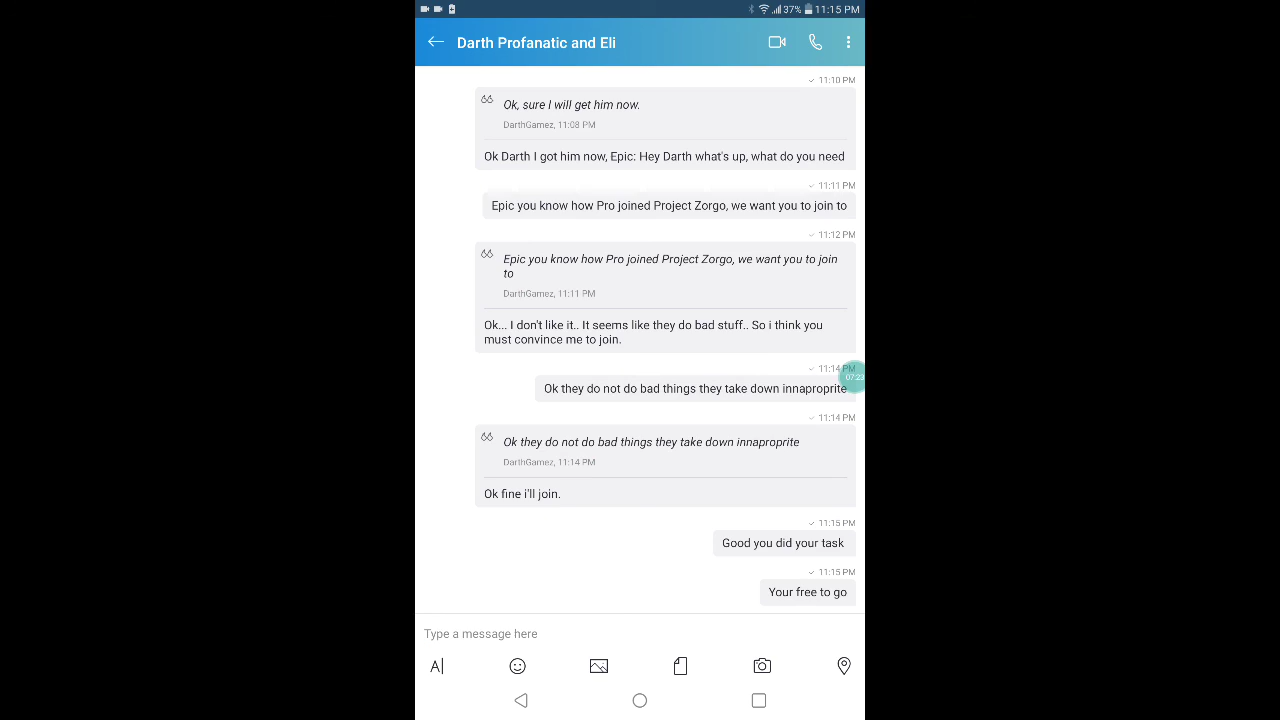 37% 11:15 PM
Darth Profanatic and Eli
11:10 PM
Ok, sure I will get him now.
DarthGamez, 11:08 PM
Ok Darth I got him now, Epic: Hey Darth what's up, what do you need
11:11 PM
Epic you know how Pro joined Project Zorgo, we want you to join to
11:12 PM
Epic you know how Pro joined Project Zorgo, we want you to join
to
DarthGamez, 11:11 PM
Ok... I don't like it.. It seems like they do bad stuff.. So i think you
must convince me to join.
11:14 PM
07:23
Ok they do not do bad things they take down innaproprite
11:14 PM
Ok they do not do bad things they take down innaproprite
DarthGamez, 11:14 PM
Ok fine i'll join.
11:15 PM
Good you did your task
11:15 PM
Your free to go
Type a message here
A